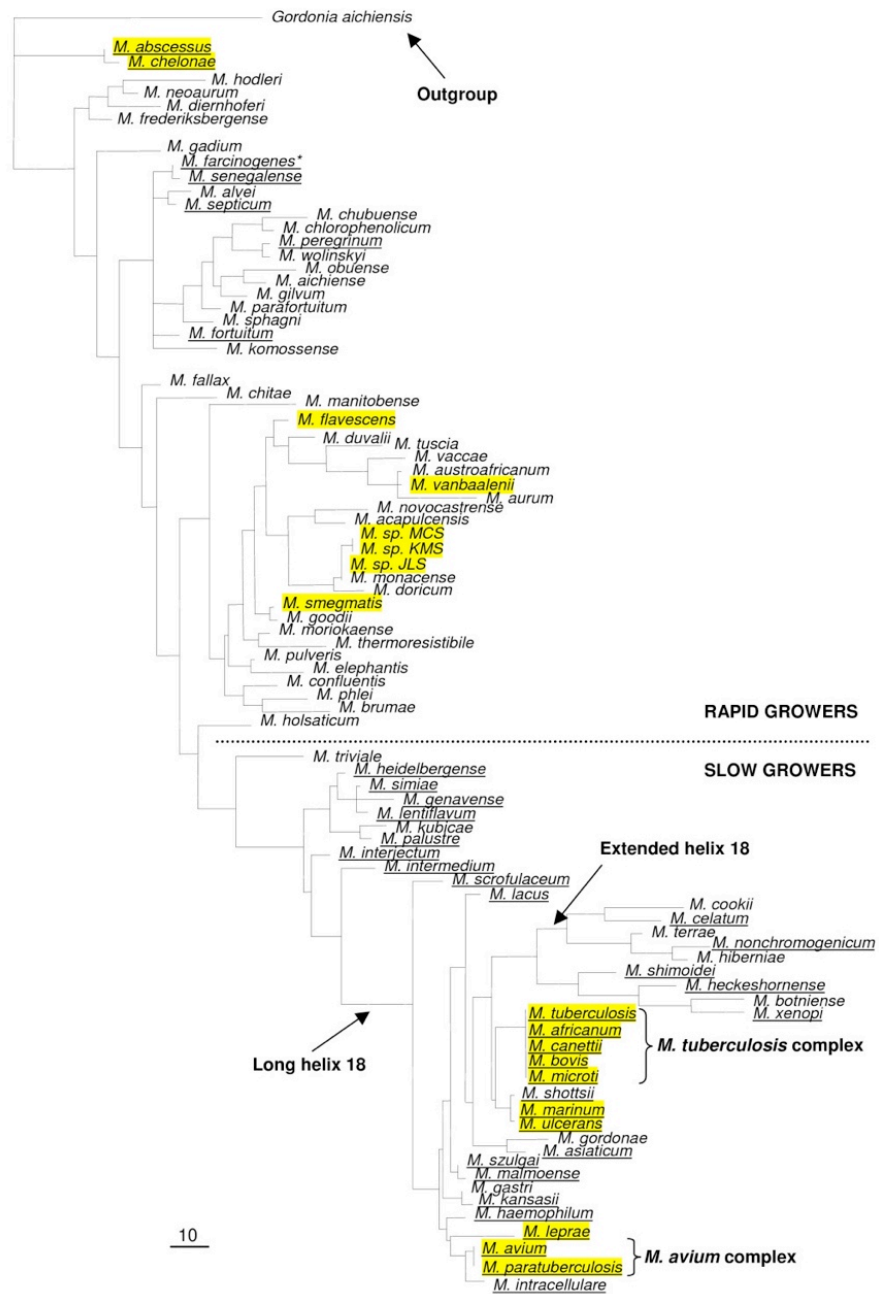 Gordonia aichiensis
M. abscessus
M. chelonae
Outgroup
M. hodleri
M. neoaurum
M. diernhoferi
M. frederiksbergense
M. gadium
M. farcinogenes*
M. senegalense
M. alvei
M. septicum
M. chubuense
M. chlorophenolicum
M. peregrinum
M. wolinskyi
M. obuense
M. aichiense
M. gilvum
M. parafortuitum
M. sphagni
M. fortuitum
M. komossense
M. fallax
M. chitae
M. manitobense
M. flavescens
M. duvalii
M. tuscia
M. vaccae
M. austroafricanum
M. vanbaalenii
M. aurum
M. novocastrense
M. acapulcensis
M. sp. MCS
M. sp. KMS
M. sp. JLS
M. monacense
M. doricum
M. smegmatis
M. goodii
M. moriokaense
M. thermoresistibile
M. pulveris
M. elephantis
M. confluentis
M. phlei
M. brumae
M. holsaticum
RAPID GROWERS
SLOW GROWERS
M. triviale
M. heidelbergense
M. simiae
M. genavense
M. lentiflavum
M. kubicae
M. palustre
M. interjectum
M. intermedium
Extended helix 18
M. scrofulaceum
M. lacus
M. cookii
M. celatum
M. terrae
M. nonchromogenicum
M. hiberniae
M. shimoidei
M. heckeshornense
M. botniense
M. xenopi
M. tuberculosis
M. africanum
M. canettii
M. bovis
M. microti
M. tuberculosis complex
Long helix 18
M. shottsii
M. marinum
M. ulcerans
M. gordonae
M. asiaticum
M. szulgai
M. malmoense
M. gastri
M. kansasii
M. haemophilum
M. leprae
M. avium
M. paratuberculosis
M. avium complex
M. intracellulare
10